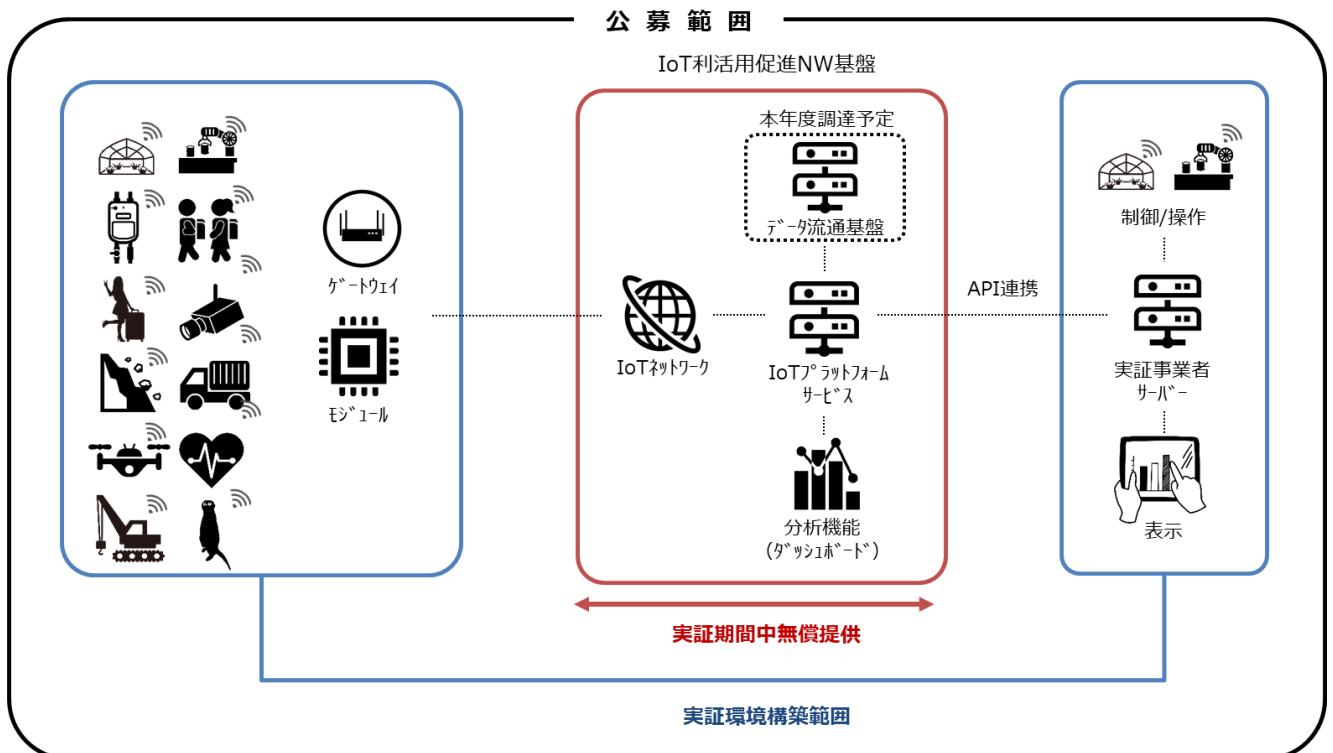 公募範囲
IoT利活用促進NW基盤
本年度調達予定
ﾃﾞｰﾀ流通基盤
制御/操作
ｹﾞｰﾄｳｪｲ
API連携
IoTﾈｯﾄﾜｰｸ
IoTﾌﾟﾗｯﾄﾌｫｰﾑ
ｻｰﾋﾞｽ
実証事業者
ｻｰﾊﾞｰ
ﾓｼﾞｭｰﾙ
分析機能
(ﾀﾞｯｼｭﾎﾞｰﾄﾞ)
表示
実証期間中無償提供
実証環境構築範囲